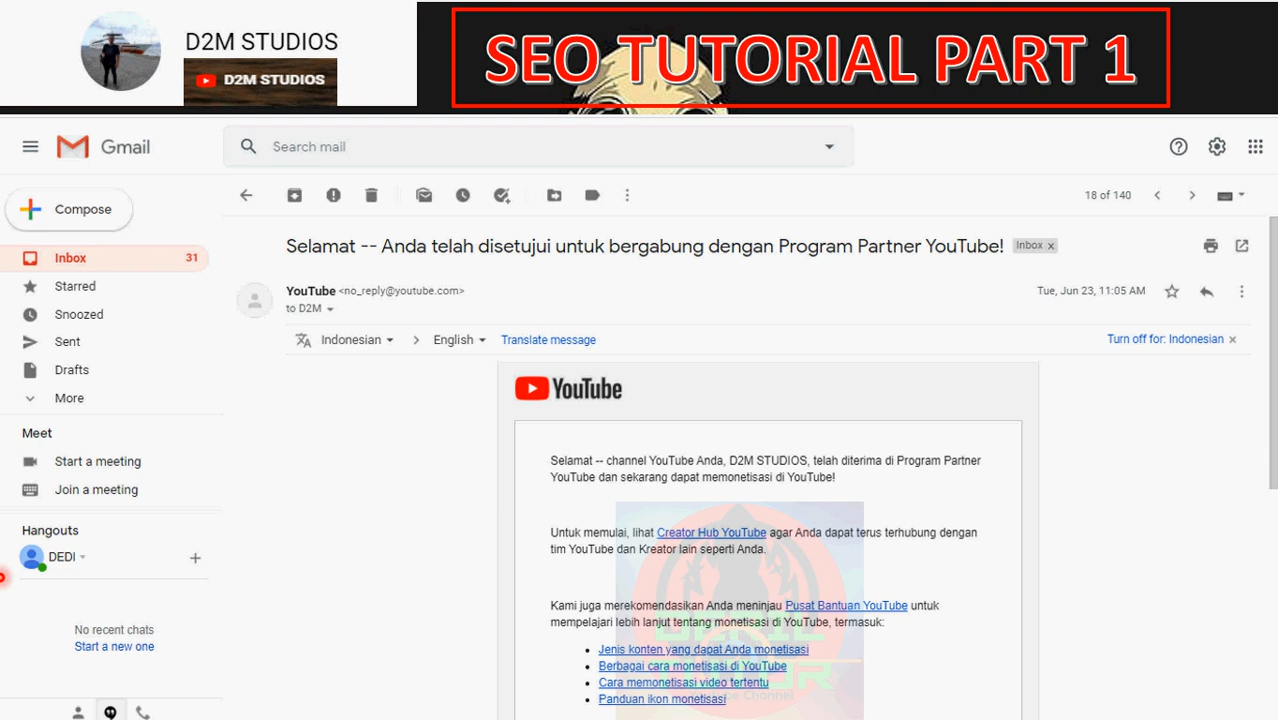 D2M STUDIOS
D2M STUDIOS
SEO TUTORIAL PART 1
Gmail
Search mail
Compose
18 of 140
Inbox 31
Starred
Snoozed
Sent
Drafts
More
Meet
Start a meeting
Join a meeting
Hangouts
DEDI
No recent chats
Start a new one
Selamat -- Anda telah disetujui untuk bergabung dengan Program Partner YouTube! Inbox x
YouTube <no_reply@youtube.com> Tue, Jun 23, 11:05 AM
to D2M
Indonesian > English Translate message Turn off for: Indonesian x
YouTube
Selamat -- channel YouTube Anda, D2M STUDIOS, telah diterima di Program Partner
YouTube dan sekarang dapat memonetisasi di YouTube!
Untuk memulai, lihat Creator Hub YouTube agar Anda dapat terus terhubung dengan
tim YouTube dan Kreator lain seperti Anda.
Kami juga merekomendasikan Anda meninjau Pusat Bantuan YouTube untuk
mempelajari lebih lanjut tentang monetisasi di YouTube, termasuk:
Jenis konten yang dapat Anda monetisasi
Berbagai cara monetisasi di YouTube
Cara memonetisasi video tertentu
Panduan ikon monetisasi